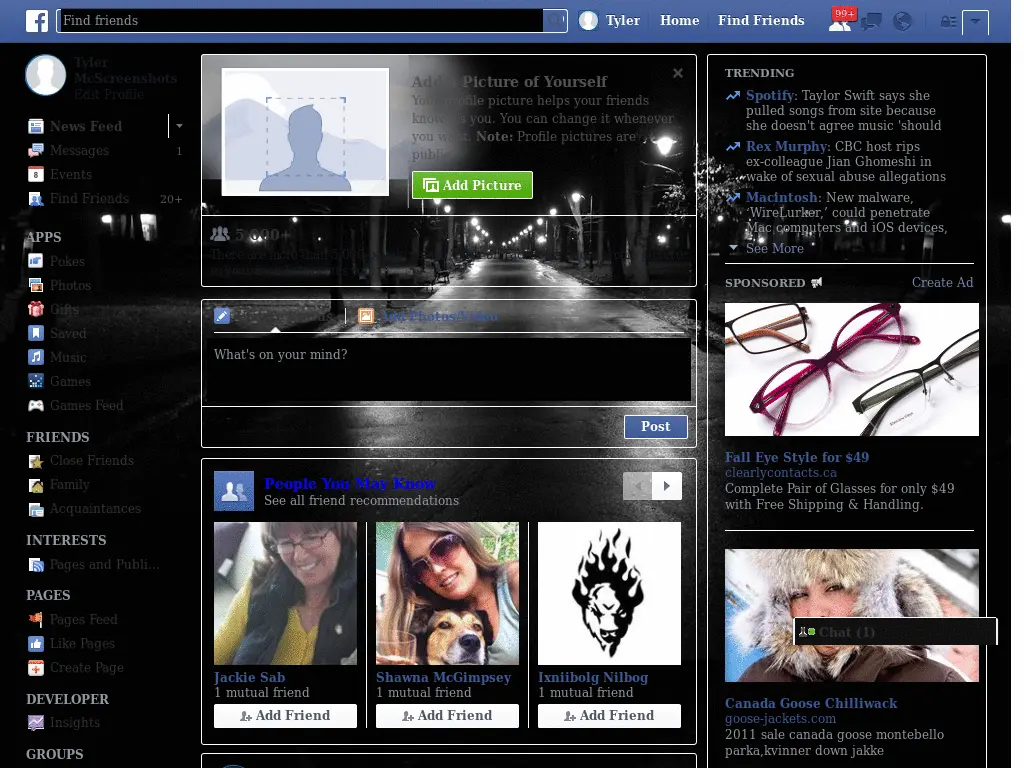 f
Find friends
Tyler
Home
Find Friends
99+
Tyler
McScreenshots
Edit Profile
News Feed
Messages
1
Events
Find Friends
20+
APPS
Pokes
Photos
Gifts
Saved
Music
Games
Games Feed
FRIENDS
Close Friends
Family
Acquaintances
INTERESTS
Pages and Publi...
PAGES
Pages Feed
Like Pages
Create Page
DEVELOPER
Insights
GROUPS
Add a Picture of Yourself
Your profile picture helps your friends
know it's you. You can change it whenever
you want. Note: Profile pictures are
public.
Add Picture
5,000+
There are more than 5,000
Add Photos/Video
What's on your mind?
Post
People You May Know
See all friend recommendations
Jackie Sab
1 mutual friend
Add Friend
Shawna McGimpsey
1 mutual friend
Add Friend
Ixniibolg Nilbog
1 mutual friend
Add Friend
TRENDING
Spotify: Taylor Swift says she
pulled songs from site because
she doesn't agree music 'should
Rex Murphy: CBC host rips
ex-colleague Jian Ghomeshi in
wake of sexual abuse allegations
Macintosh: New malware,
‘WireLurker,’ could penetrate
Mac computers and iOS devices,
See More
SPONSORED
Create Ad
Fall Eye Style for $49
clearlycontacts.ca
Complete Pair of Glasses for only $49
with Free Shipping & Handling.
Chat (1)
Canada Goose Chilliwack
goose-jackets.com
2011 sale canada goose montebello
parka,kvinner down jakke